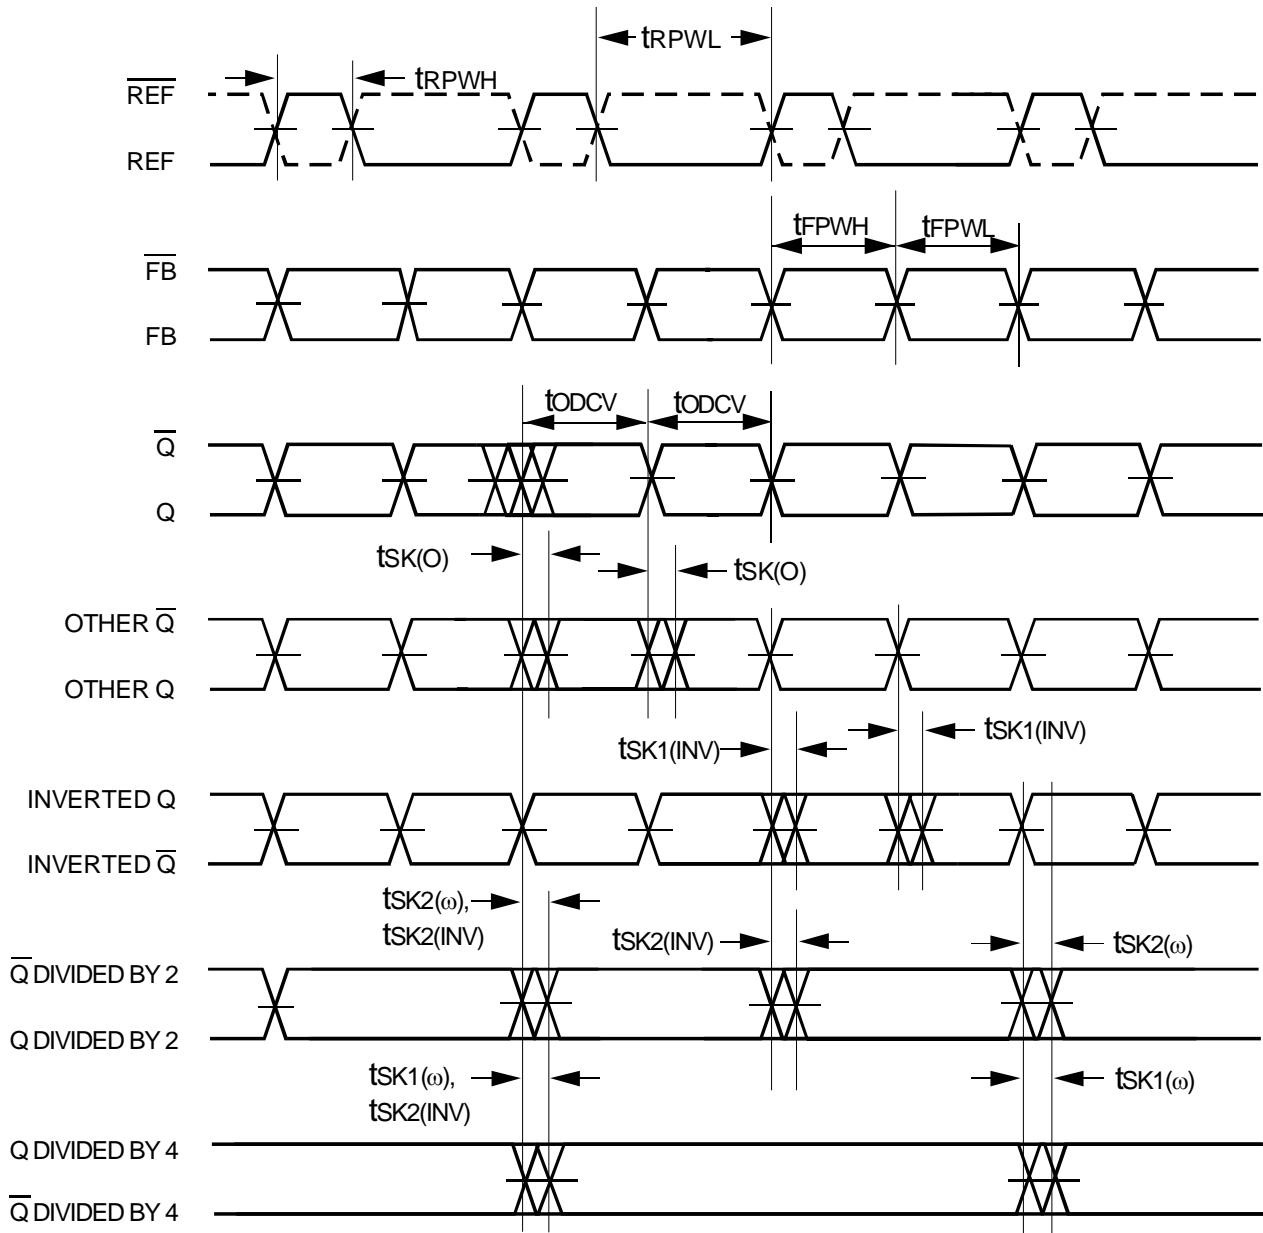 tRPWL
tRPWH
R̅E̅F̅
REF
tFPWH
tFPWL
F̅B̅
FB
tODCV
tODCV
Q̅
Q
tSK(O)
tSK(O)
OTHER Q̅
OTHER Q
tSK1(INV)
tSK1(INV)
INVERTED Q
INVERTED Q̅
tSK2(ω),
tSK2(INV)
tSK2(INV)
tSK2(ω)
Q̅ DIVIDED BY 2
Q DIVIDED BY 2
tSK1(ω),
tSK2(INV)
tSK1(ω)
Q DIVIDED BY 4
Q̅ DIVIDED BY 4